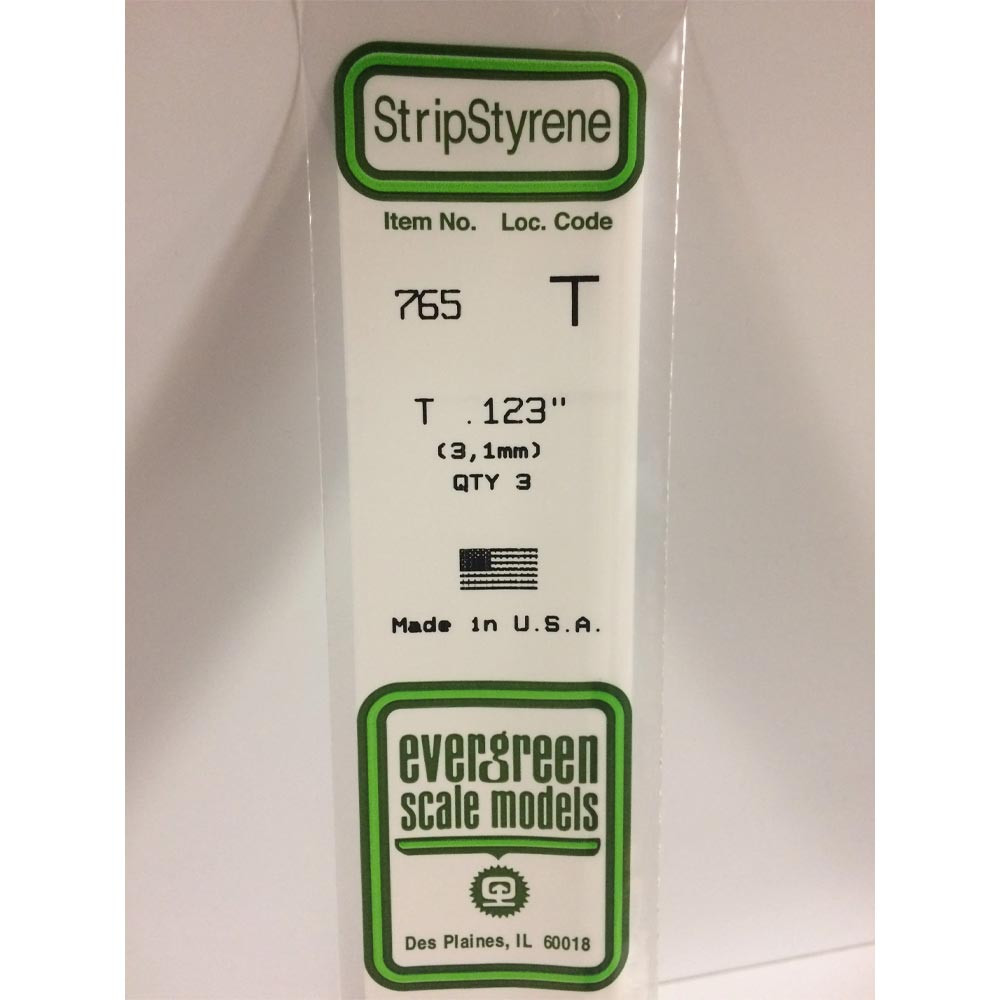 StripStyrene
Item No. Loc. Code
765 T
T .123"
(3,1mm)
QTY 3
Made in U.S.A.
evergreen
scale models
Des Plaines, IL 60018